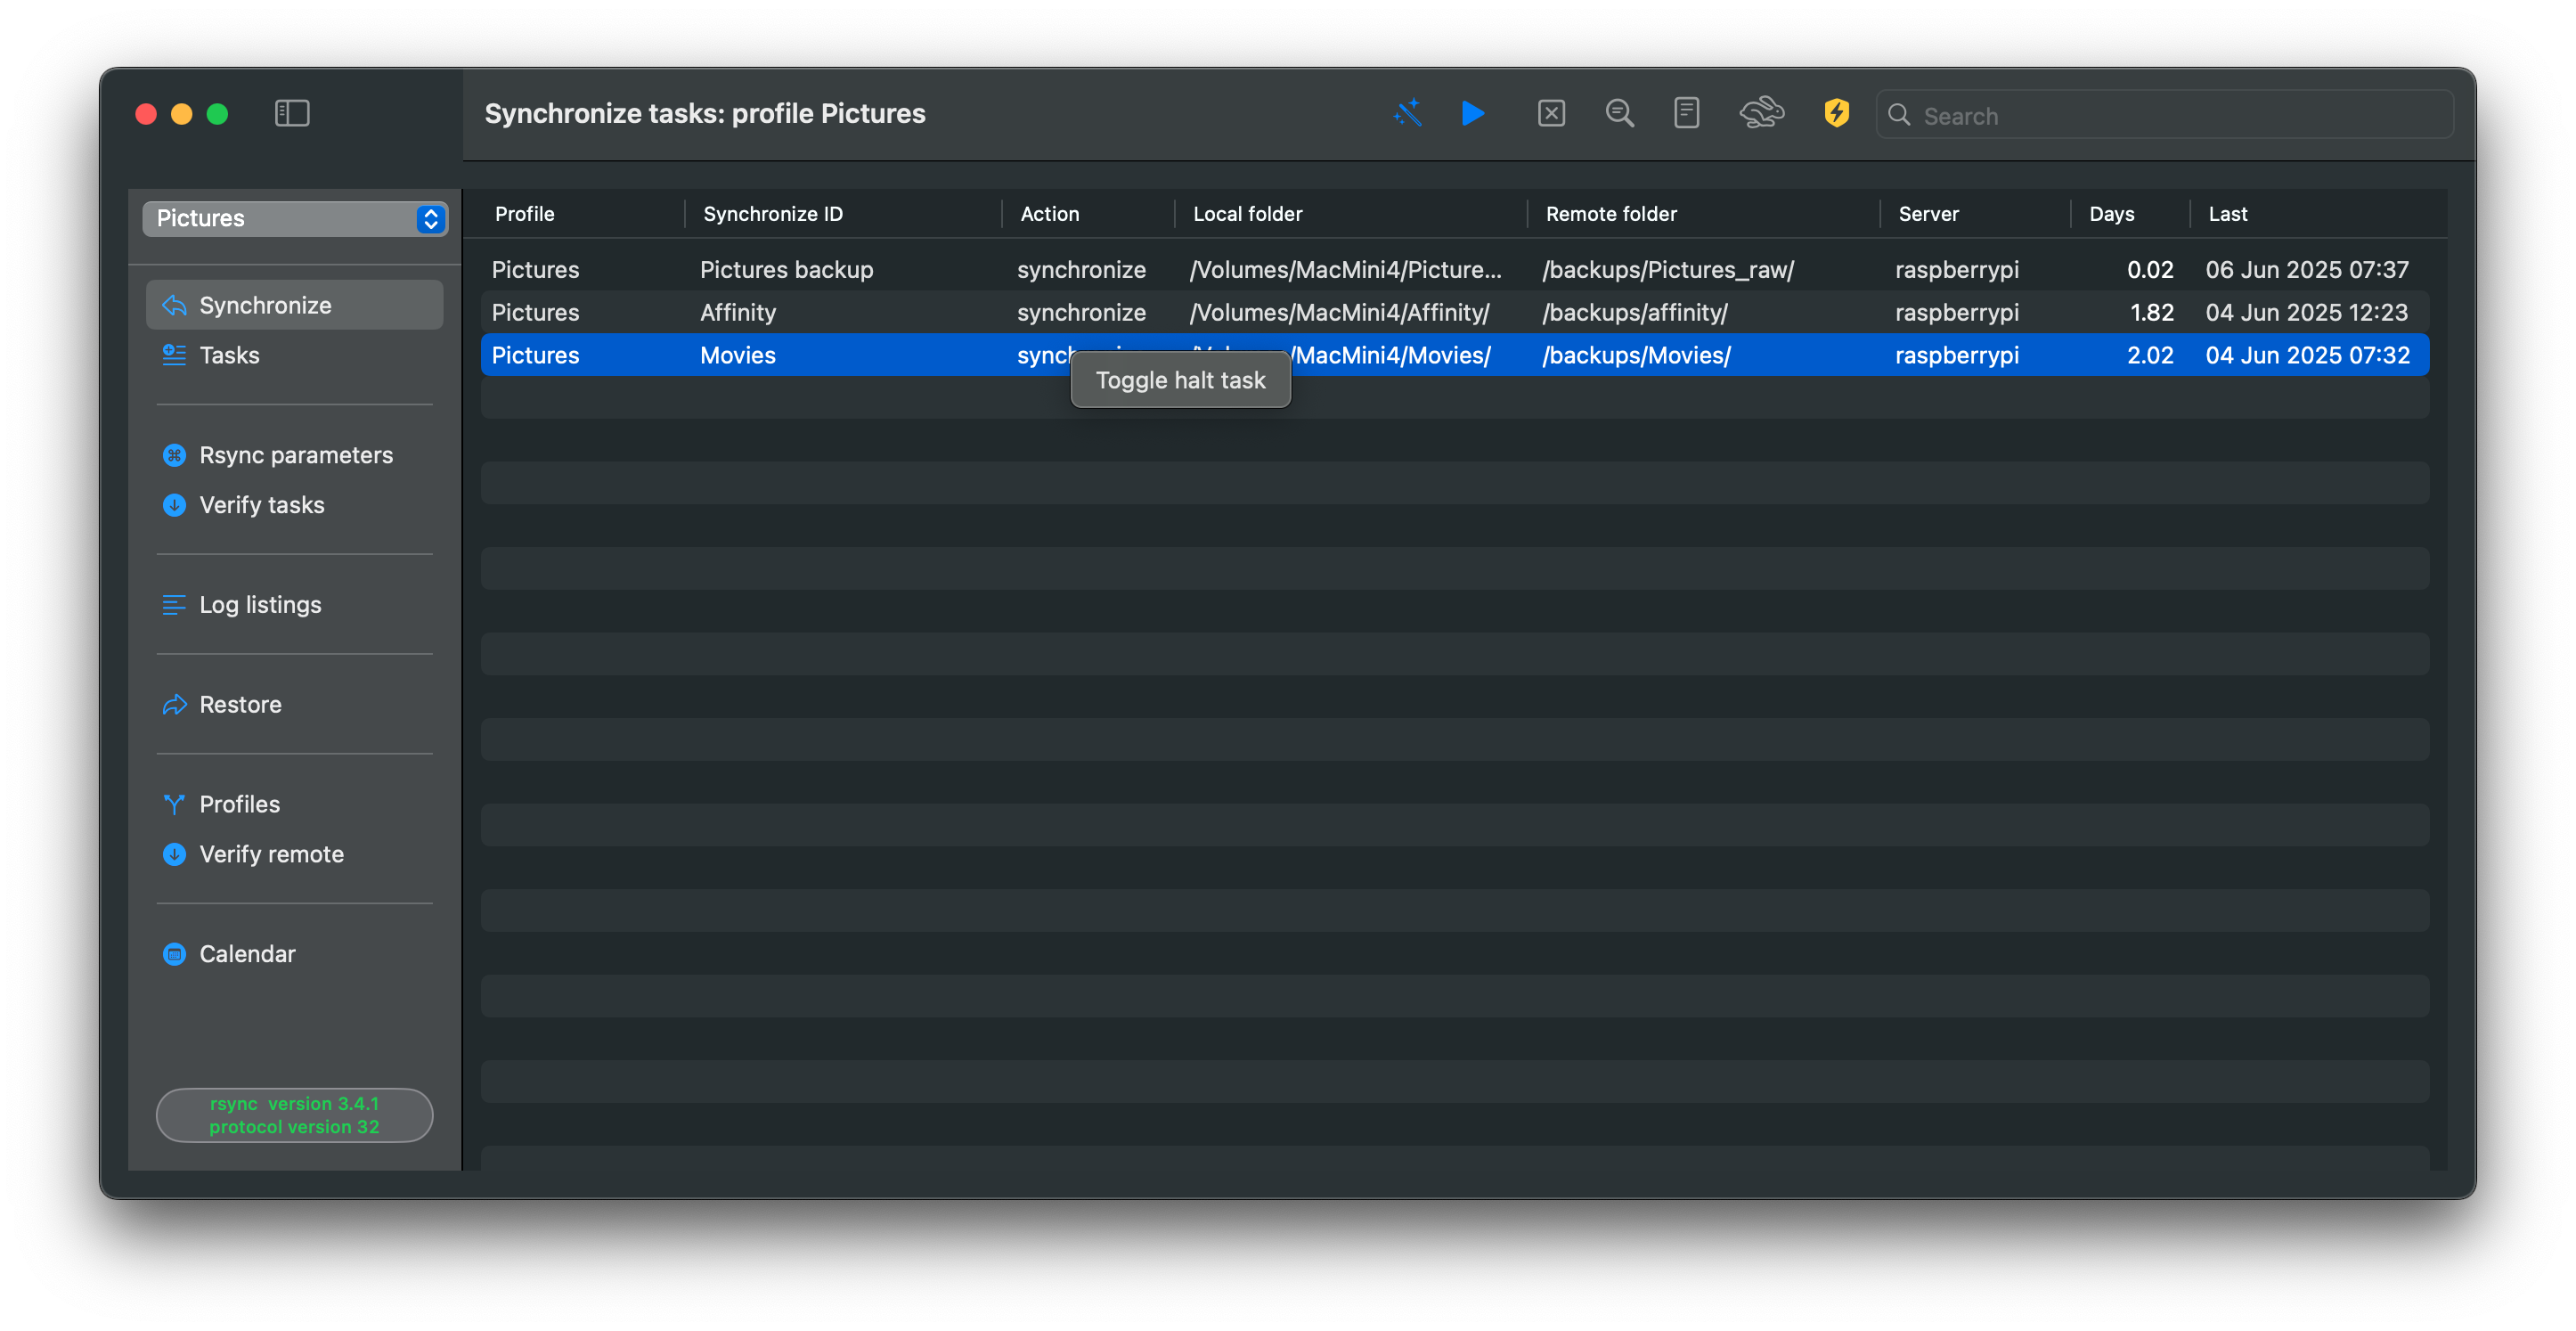 Synchronize tasks: profile Pictures
Search
Pictures
Synchronize
Tasks
Rsync parameters
Verify tasks
Log listings
Restore
Profiles
Verify remote
Calendar
rsync version 3.4.1
protocol version 32
Profile Synchronize ID Action Local folder Remote folder Server Days Last
Pictures Pictures backup synchronize /Volumes/MacMini4/Picture... /backups/Pictures_raw/ raspberrypi 0.02 06 Jun 2025 07:37
Pictures Affinity synchronize /Volumes/MacMini4/Affinity/ /backups/affinity/ raspberrypi 1.82 04 Jun 2025 12:23
Pictures Movies /MacMini4/Movies/ /backups/Movies/ raspberrypi 2.02 04 Jun 2025 07:32
Toggle halt task